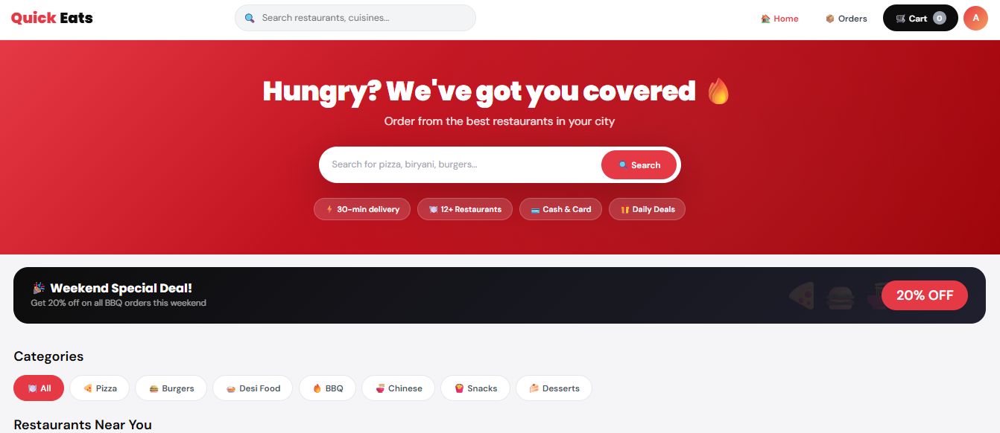 Quick Eats
Search restaurants, cuisines...
Home
Orders
Cart 0
A
Hungry? We've got you covered
Order from the best restaurants in your city
Search for pizza, biryani, burgers...
Search
30-min delivery
12+ Restaurants
Cash & Card
Daily Deals
Weekend Special Deal!
Get 20% off on all BBQ orders this weekend
20% OFF
Categories
All
Pizza
Burgers
Desi Food
BBQ
Chinese
Snacks
Desserts
Restaurants Near You